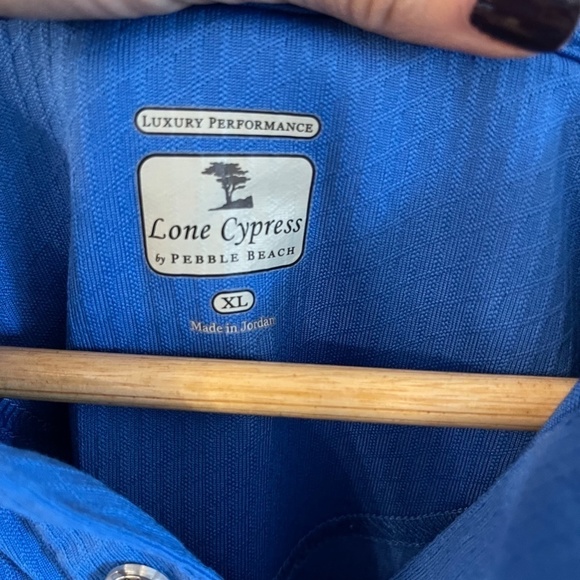 LUXURY PERFORMANCE
Lone Cypress
by PEBBLE BEACH
XL
Made in Jordan